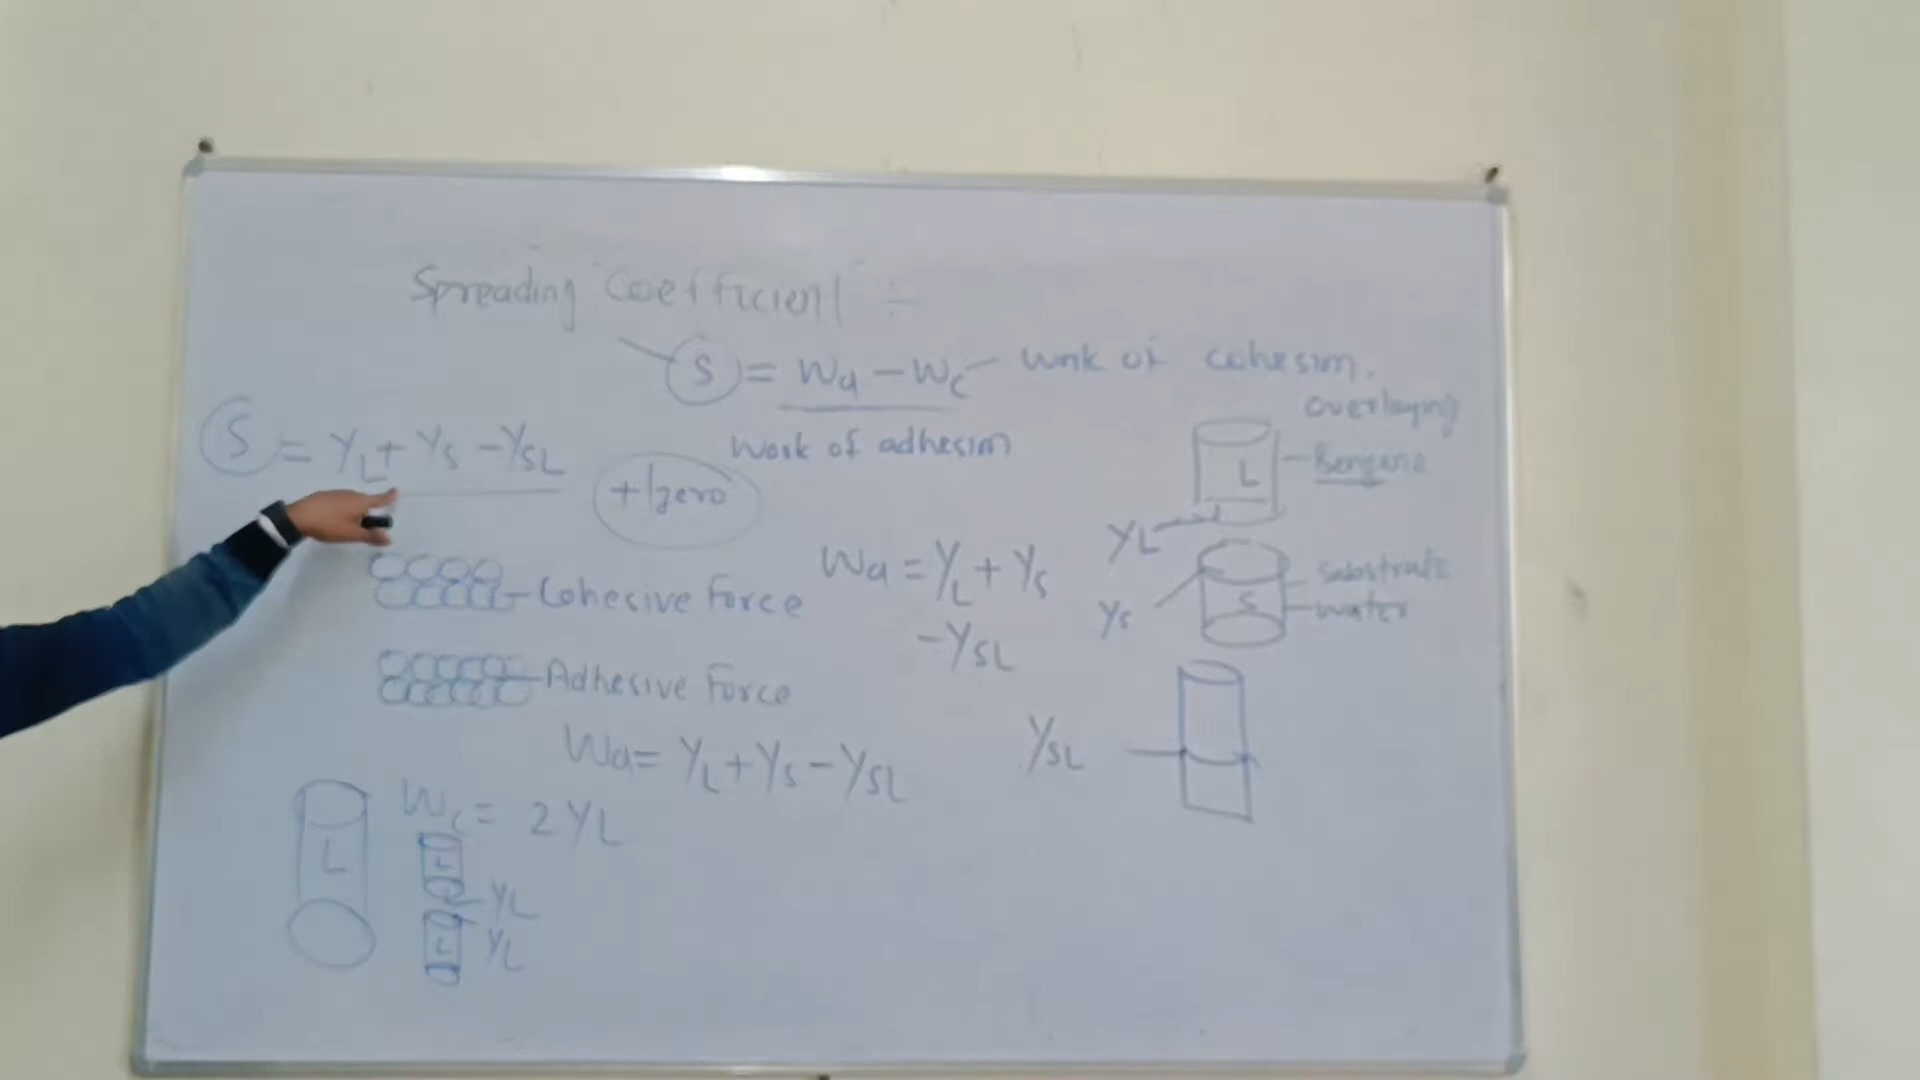 Spreading Coefficient :-
S = Wa - Wc - Work of cohesion.
Work of adhesion
S = γL + γS - γSL
+/zero
Cohesive Force
Adhesive Force
Wa = γL + γS - γSL
Wc = 2γL
L
L
γL
L
γL
Wa = γL + γS
- γSL
overlaying
L
Benzene
γL
γS
S
substrate
water
γSL